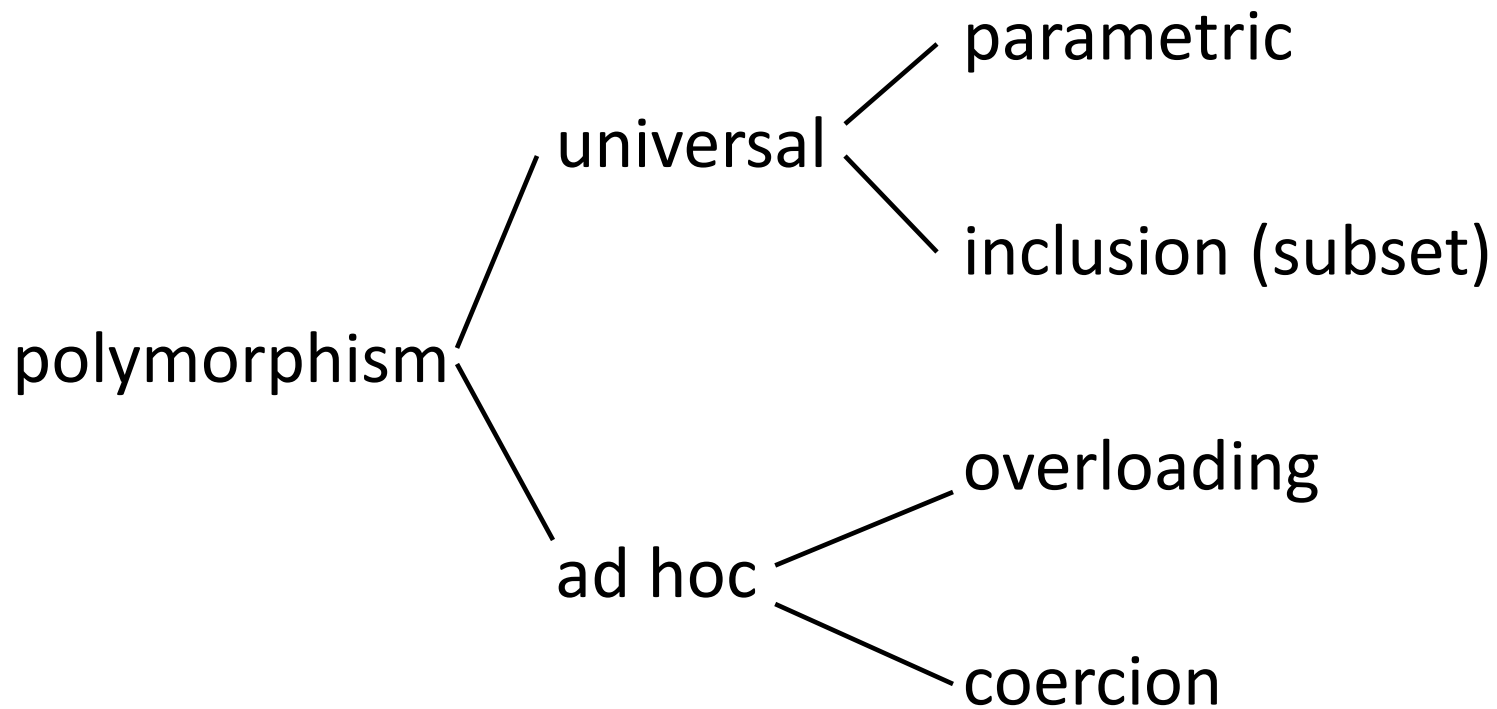 parametric
universal
inclusion (subset)
polymorphism
overloading
ad hoc
coercion